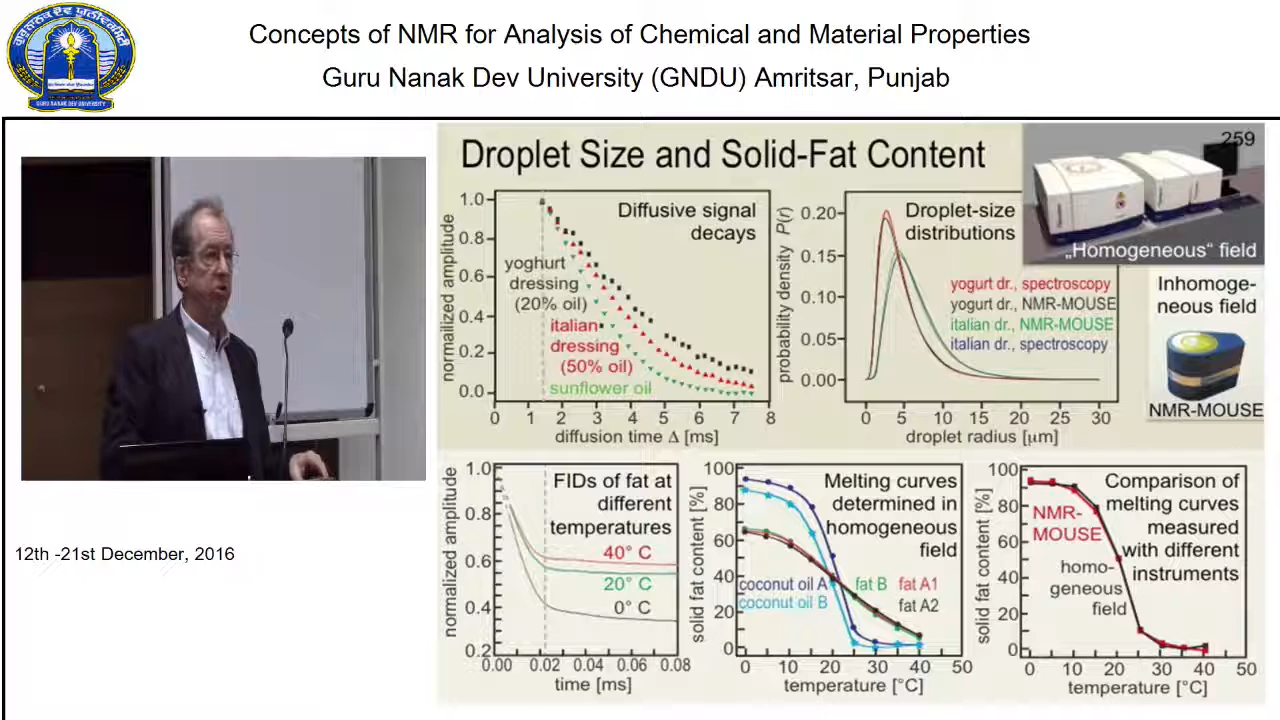 Concepts of NMR for Analysis of Chemical and Material Properties
Guru Nanak Dev University (GNDU) Amritsar, Punjab
GURU NANAK DEV UNIVERSITY
12th -21st December, 2016
Droplet Size and Solid-Fat Content
259
„Homogeneous“ field
Inhomoge-
neous field
NMR-MOUSE
normalized amplitude
1.0
0.8
0.6
0.4
0.2
0.0
Diffusive signal
decays
yoghurt
dressing
(20% oil)
italian
dressing
(50% oil)
sunflower oil
0 1 2 3 4 5 6 7 8
diffusion time Δ [ms]
probability density P(r)
0.20
0.15
0.10
0.05
0.00
Droplet-size
distributions
yogurt dr., spectroscopy
yogurt dr., NMR-MOUSE
italian dr., NMR-MOUSE
italian dr., spectroscopy
0 5 10 15 20 25 30
droplet radius [µm]
normalized amplitude
1.0
0.8
0.6
0.4
0.2
FIDs of fat at
different
temperatures
40° C
20° C
0° C
0.00 0.02 0.04 0.06 0.08
time [ms]
solid fat content [%]
100
80
60
40
20
0
Melting curves
determined in
homogeneous
field
coconut oil A
coconut oil B
fat B
fat A1
fat A2
0 10 20 30 40 50
temperature [°C]
solid fat content [%]
100
80
60
40
20
0
Comparison of
melting curves
measured
with different
instruments
NMR-
MOUSE
homo-
geneous
field
0 10 20 30 40 50
temperature [°C]